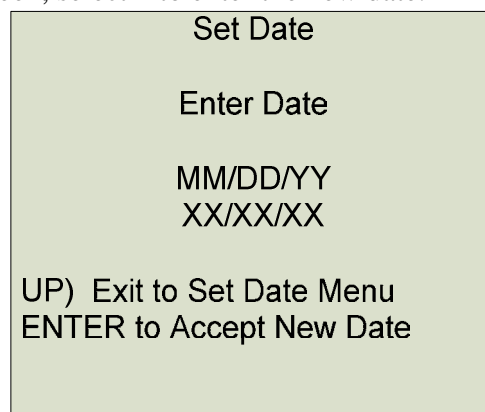 Set Date
Enter Date
MM/DD/YY
XX/XX/XX
UP) Exit to Set Date Menu
ENTER to Accept New Date